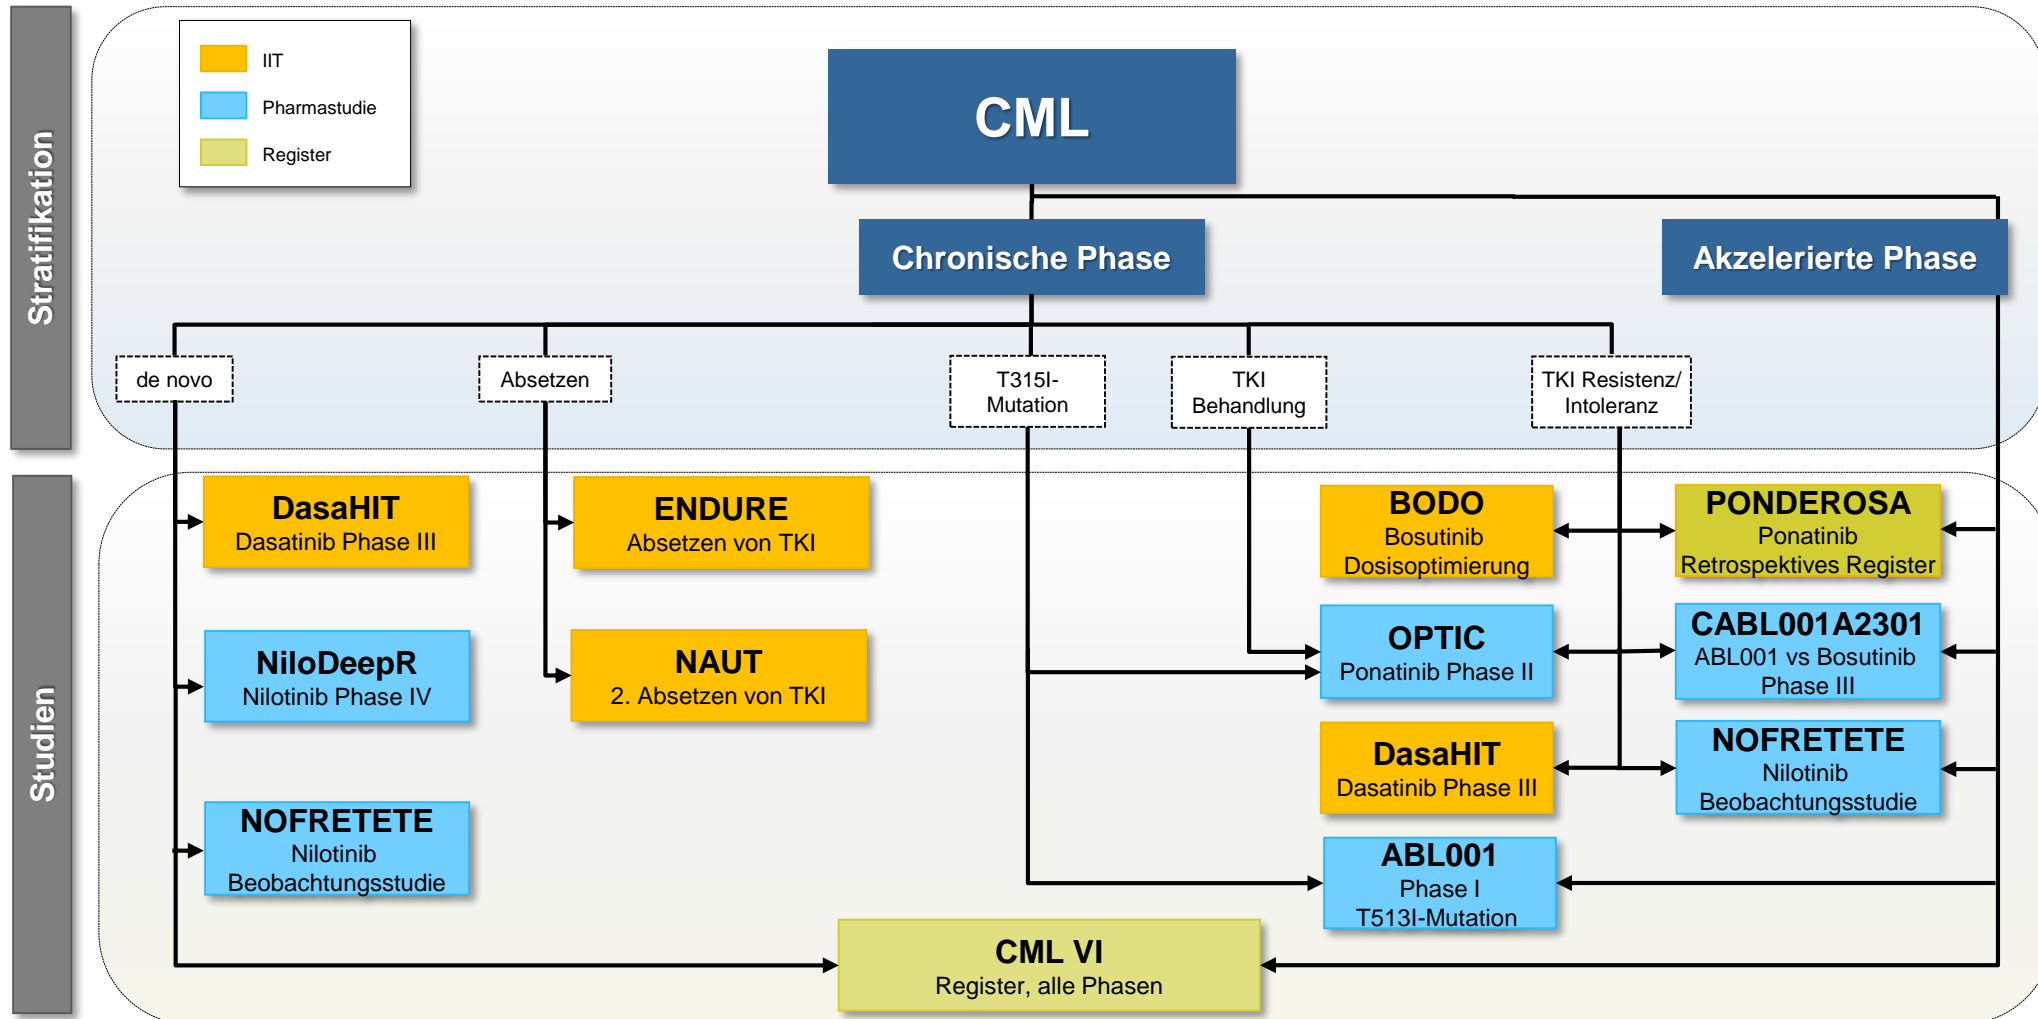 Stratifikation
IIT
Pharmastudie
Register
CML
Chronische Phase
Akzelerierte Phase
de novo
Absetzen
T315I-
Mutation
TKI
Behandlung
TKI Resistenz/
Intoleranz
Studien
DasaHIT
Dasatinib Phase III
ENDURE
Absetzen von TKI
BODO
Bosutinib
Dosisoptimierung
PONDEROSA
Ponatinib
Retrospektives Register
NiloDeepR
Nilotinib Phase IV
NAUT
2. Absetzen von TKI
OPTIC
Ponatinib Phase II
CABL001A2301
ABL001 vs Bosutinib
Phase III
DasaHIT
Dasatinib Phase III
NOFRETETE
Nilotinib
Beobachtungsstudie
NOFRETETE
Nilotinib
Beobachtungsstudie
ABL001
Phase I
T513I-Mutation
CML VI
Register, alle Phasen